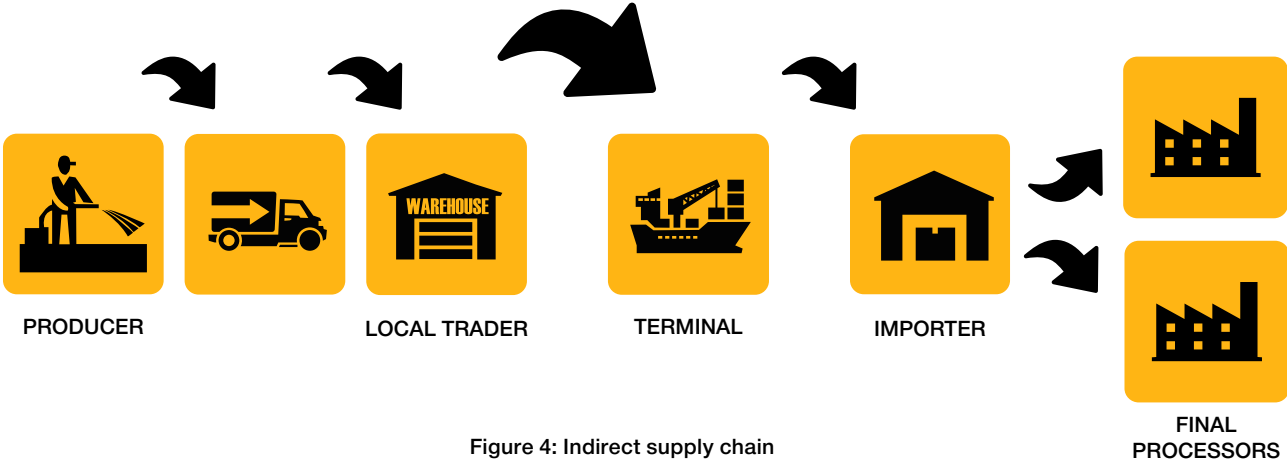 WAREHOUSE
PRODUCER
LOCAL TRADER
TERMINAL
IMPORTER
FINAL
PROCESSORS
Figure 4: Indirect supply chain